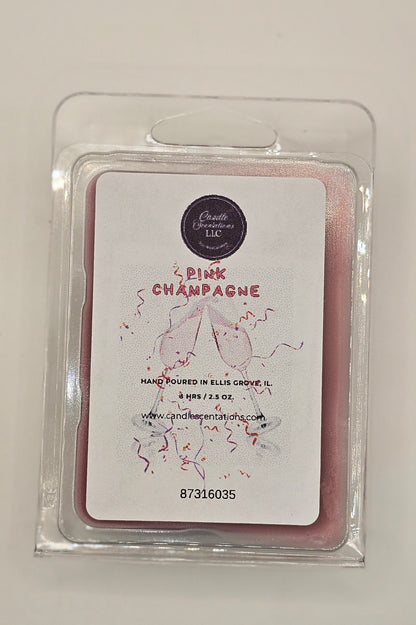 Candle
Scensations
LLC
PINK
CHAMPAGNE
HAND POURED IN ELLIS GROVE, IL.
8 HRS / 2.5 OZ.
www.candlescentations.com
87316035